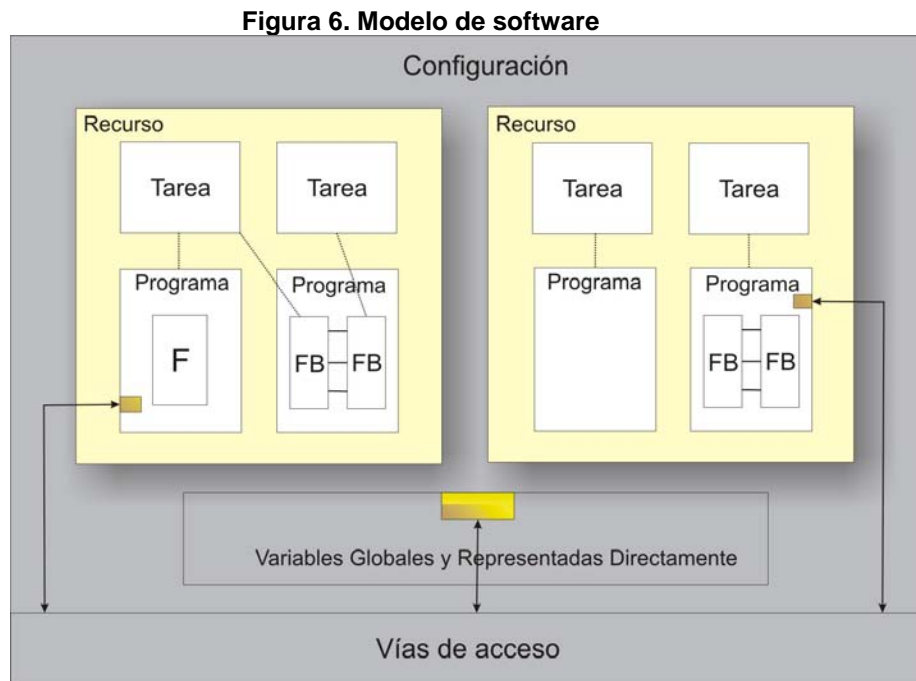 Figura 6. Modelo de software
Configuración
Recurso
Tarea
Tarea
Programa
F
Programa
FB
FB
Recurso
Tarea
Tarea
Programa
Programa
FB
FB
Variables Globales y Representadas Directamente
Vías de acceso